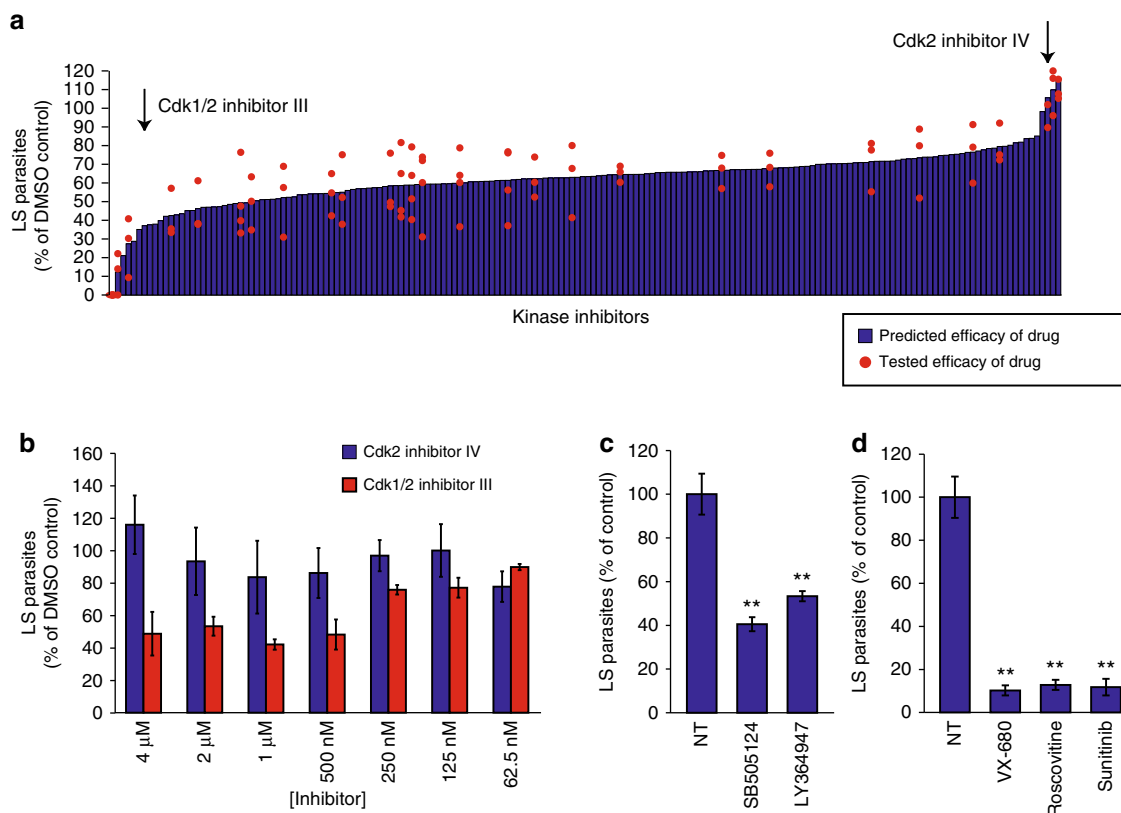 a
Cdk2 inhibitor IV
Cdk1/2 inhibitor III
LS parasites
(% of DMSO control)
120
110
100
90
80
70
60
50
40
30
20
10
0
Kinase inhibitors
Predicted efficacy of drug
Tested efficacy of drug
b
Cdk2 inhibitor IV
Cdk1/2 inhibitor III
LS parasites
(% of DMSO control)
160
140
120
100
80
60
40
20
0
4 μM
2 μM
1 μM
500 nM
250 nM
125 nM
62.5 nM
[Inhibitor]
c
LS parasites (% of control)
120
100
80
60
40
20
0
**
**
NT
SB505124
LY364947
d
LS parasites (% of control)
120
100
80
60
40
20
0
**
**
**
NT
VX-680
Roscovitine
Sunitinib